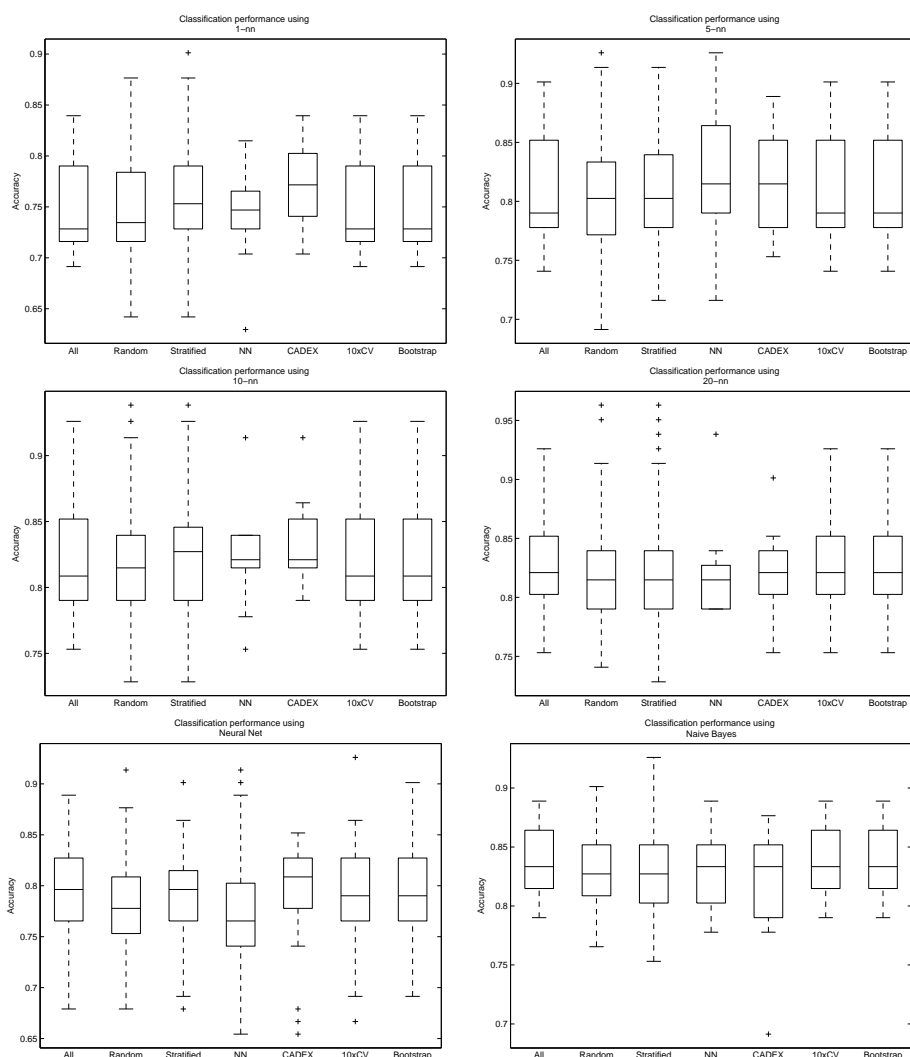 Classification performance using
1−nn
0.9
0.85
0.8
0.75
0.7
0.65
Accuracy
All Random Stratified NN CADEX 10xCV Bootstrap
Classification performance using
5−nn
0.9
0.85
0.8
0.75
0.7
Accuracy
All Random Stratified NN CADEX 10xCV Bootstrap
Classification performance using
10−nn
0.9
0.85
0.8
0.75
Accuracy
All Random Stratified NN CADEX 10xCV Bootstrap
Classification performance using
20−nn
0.95
0.9
0.85
0.8
0.75
Accuracy
All Random Stratified NN CADEX 10xCV Bootstrap
Classification performance using
Neural Net
0.9
0.85
0.8
0.75
0.7
0.65
Accuracy
All Random Stratified NN CADEX 10xCV Bootstrap
Classification performance using
Naive Bayes
0.9
0.85
0.8
0.75
0.7
Accuracy
All Random Stratified NN CADEX 10xCV Bootstrap